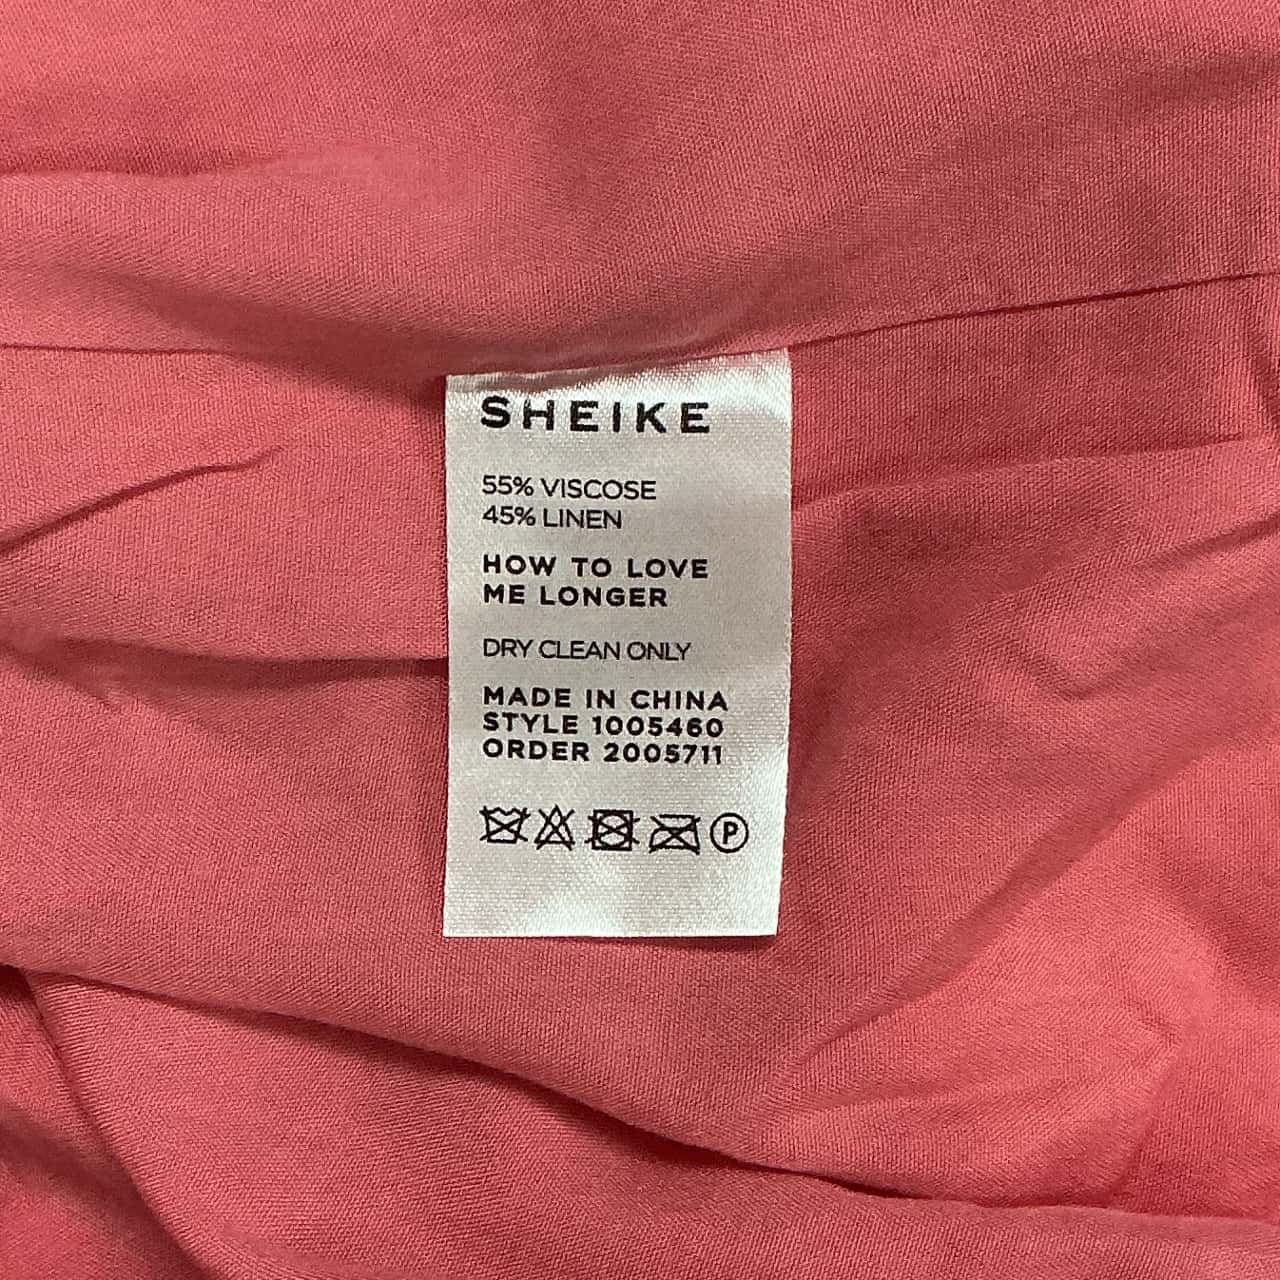 SHEIKE
55% VISCOSE
45% LINEN
HOW TO LOVE
ME LONGER
DRY CLEAN ONLY
MADE IN CHINA
STYLE 1005460
ORDER 2005711
P